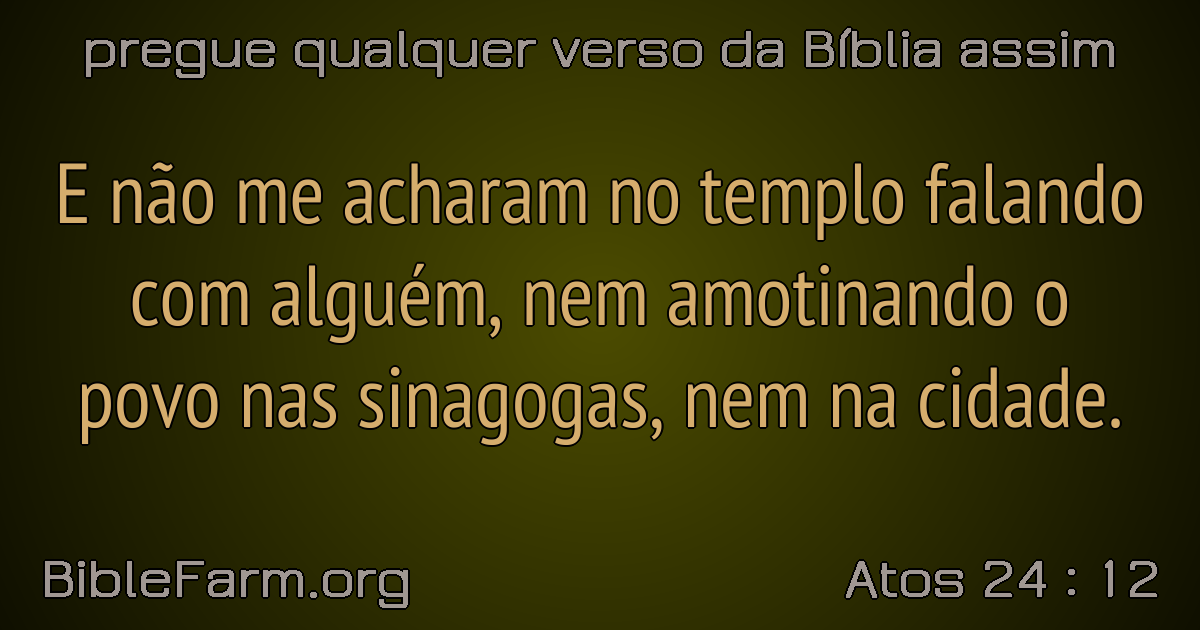 pregue qualquer verso da Bíblia assim
E não me acharam no templo falando
com alguém, nem amotinando o
povo nas sinagogas, nem na cidade.
BibleFarm.org
Atos 24 : 12